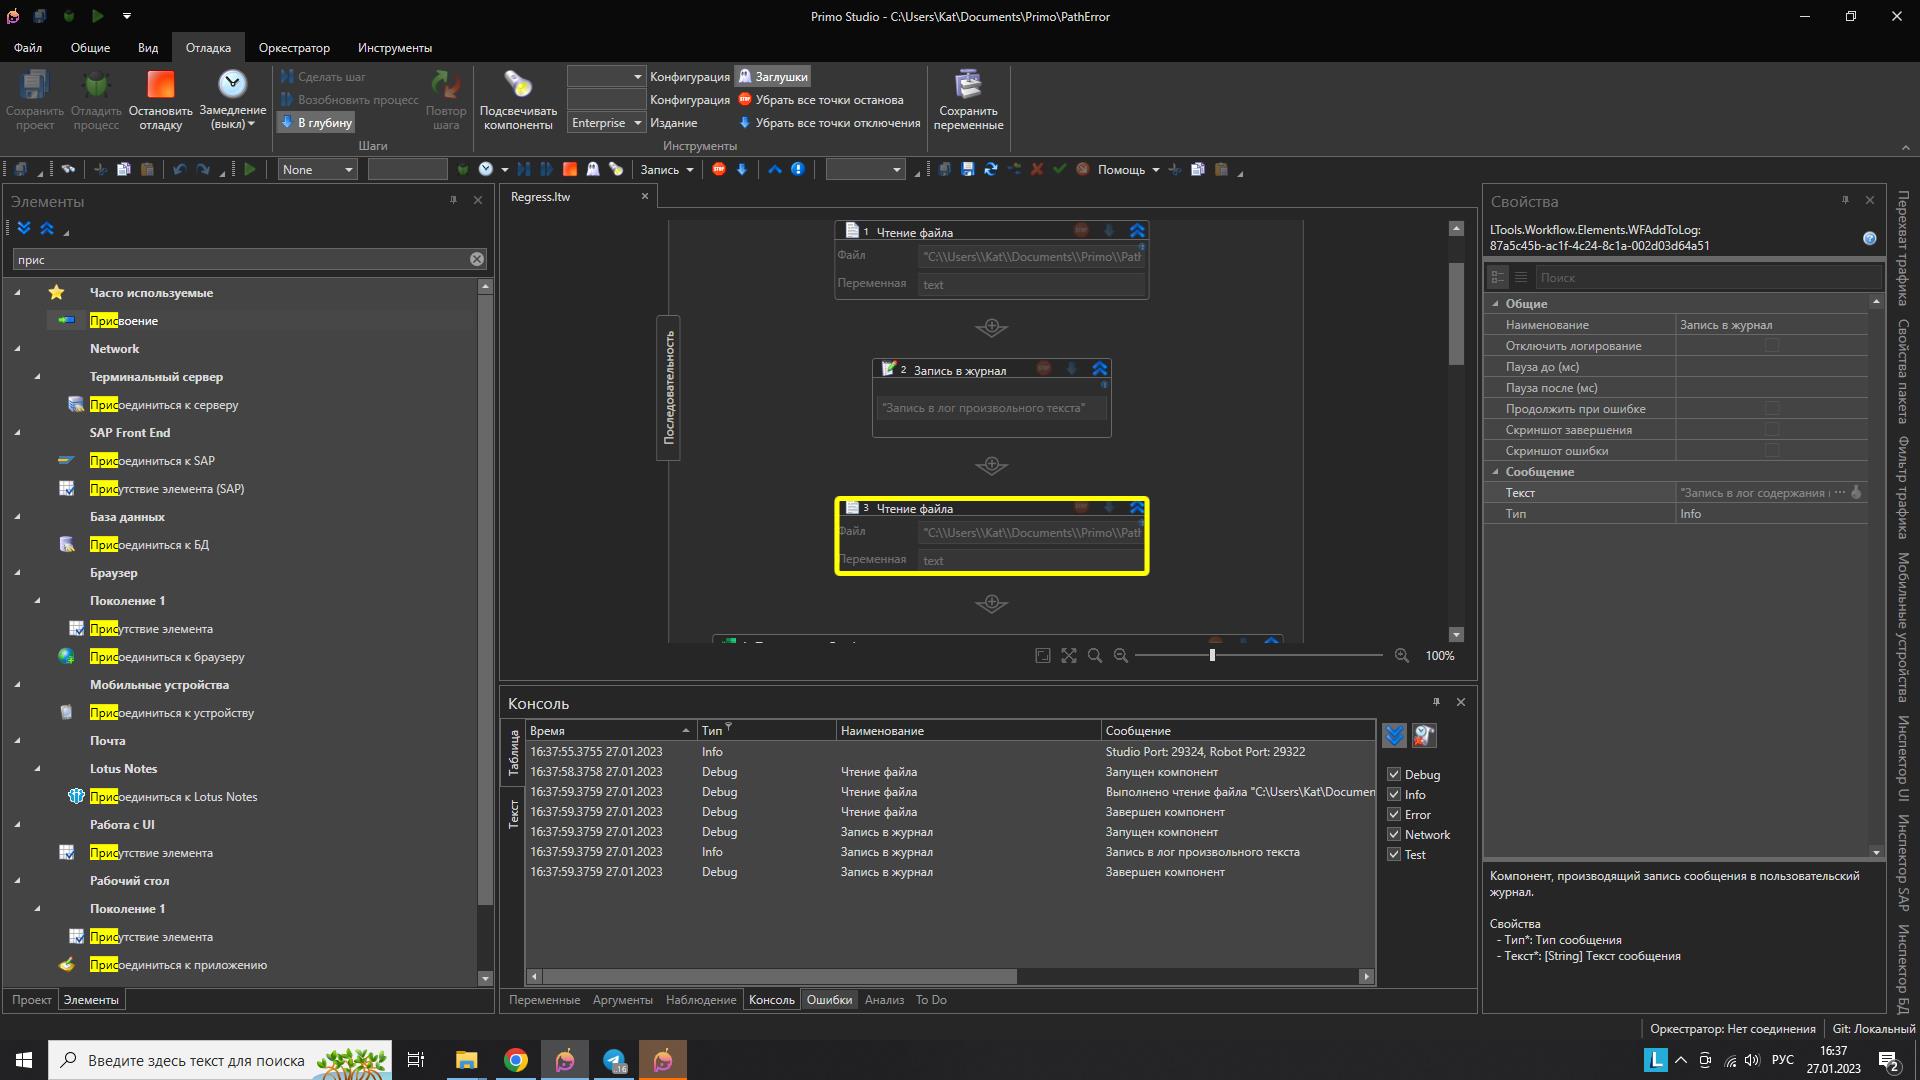 Primo Studio - C:\Users\Kat\Documents\Primo\PathError
Файл Общие Вид Отладка Оркестратор Инструменты
Сохранить проект
Отладить процесс
Остановить отладку
Замедление (выкл)
Сделать шаг
Возобновить процесс
В глубину
Повтор шага
Шаги
Подсвечивать компоненты
Конфигурация
Конфигурация
Enterprise Издание
Заглушки
Убрать все точки останова
Убрать все точки отключения
Инструменты
Сохранить переменные
None Запись Помощь
Элементы
прис
Часто используемые
Присвоение
Network
Терминальный сервер
Присоединиться к серверу
SAP Front End
Присоединиться к SAP
Присутствие элемента (SAP)
База данных
Присоединиться к БД
Браузер
Поколение 1
Присутствие элемента
Присоединиться к браузеру
Мобильные устройства
Присоединиться к устройству
Почта
Lotus Notes
Присоединиться к Lotus Notes
Работа с UI
Присутствие элемента
Рабочий стол
Поколение 1
Присутствие элемента
Присоединиться к приложению
Проект Элементы
Regress.ltw
Последовательность
1 Чтение файла
Файл "C:\\Users\\Kat\\Documents\\Primo\\Path
Переменная text
2 Запись в журнал
"Запись в лог произвольного текста"
3 Чтение файла
Файл "C:\\Users\\Kat\\Documents\\Primo\\Path
Переменная text
100%
Консоль
Таблица
Текст
Время Тип Наименование Сообщение
16:37:55.3755 27.01.2023 Info Studio Port: 29324, Robot Port: 29322
16:37:58.3758 27.01.2023 Debug Чтение файла Запущен компонент
16:37:59.3759 27.01.2023 Debug Чтение файла Выполнено чтение файла "C:\Users\Kat\Documen
16:37:59.3759 27.01.2023 Debug Чтение файла Завершен компонент
16:37:59.3759 27.01.2023 Debug Запись в журнал Запущен компонент
16:37:59.3759 27.01.2023 Info Запись в журнал Запись в лог произвольного текста
16:37:59.3759 27.01.2023 Debug Запись в журнал Завершен компонент
Debug
Info
Error
Network
Test
Переменные Аргументы Наблюдение Консоль Ошибки Анализ To Do
Свойства
LTools.Workflow.Elements.WFAddToLog:
87a5c45b-ac1f-4c24-8c1a-002d03d64a51
Поиск
Общие
Наименование Запись в журнал
Отключить логирование
Пауза до (мс)
Пауза после (мс)
Продолжить при ошибке
Скриншот завершения
Скриншот ошибки
Сообщение
Текст "Запись в лог содержания
Тип Info
Компонент, производящий запись сообщения в пользовательский
журнал.
Свойства
- Тип*: Тип сообщения
- Текст*: [String] Текст сообщения
Перехват трафика
Свойства пакета
Фильтр трафика
Мобильные устройства
Инспектор UI
Инспектор SAP
Инспектор БД
Оркестратор: Нет соединения Git: Локальный
Введите здесь текст для поиска
.16
L
РУС
16:37
27.01.2023
2